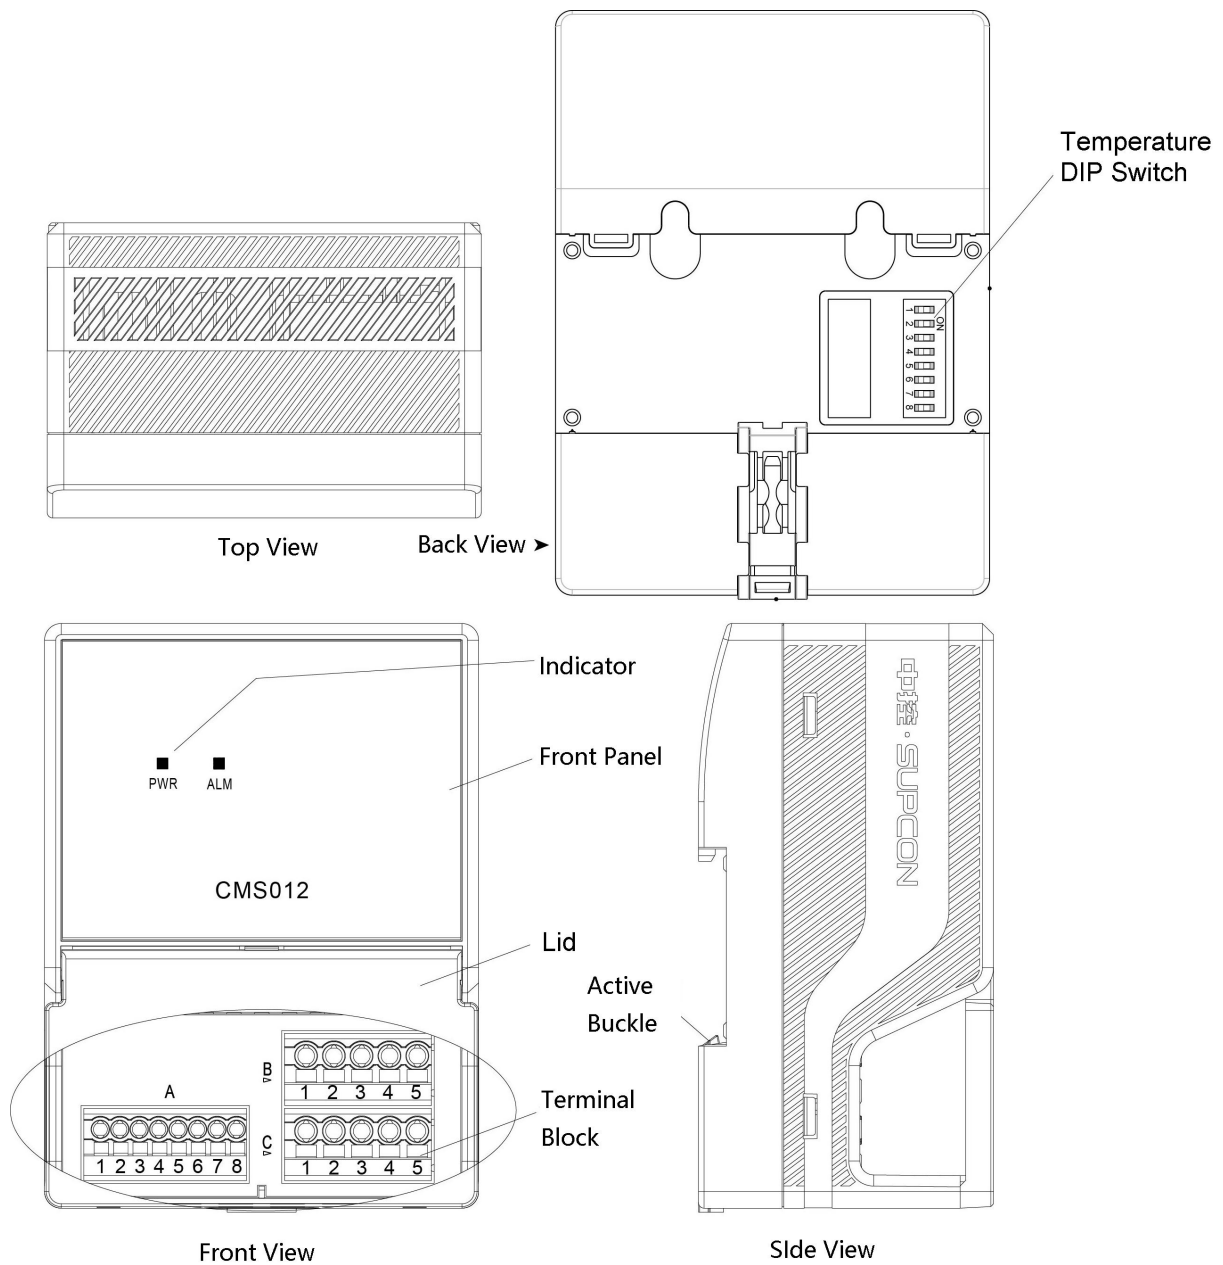 Temperature
DIP Switch
ON
1
2
3
4
5
6
7
8
Top View
Back View ➤
Indicator
Front Panel
PWR ALM
CMS012
Lid
Active
Buckle
中控·SUPCON
B
1 2 3 4 5
A
1 2 3 4 5 6 7 8
C
1 2 3 4 5
Terminal
Block
Front View
SIde View